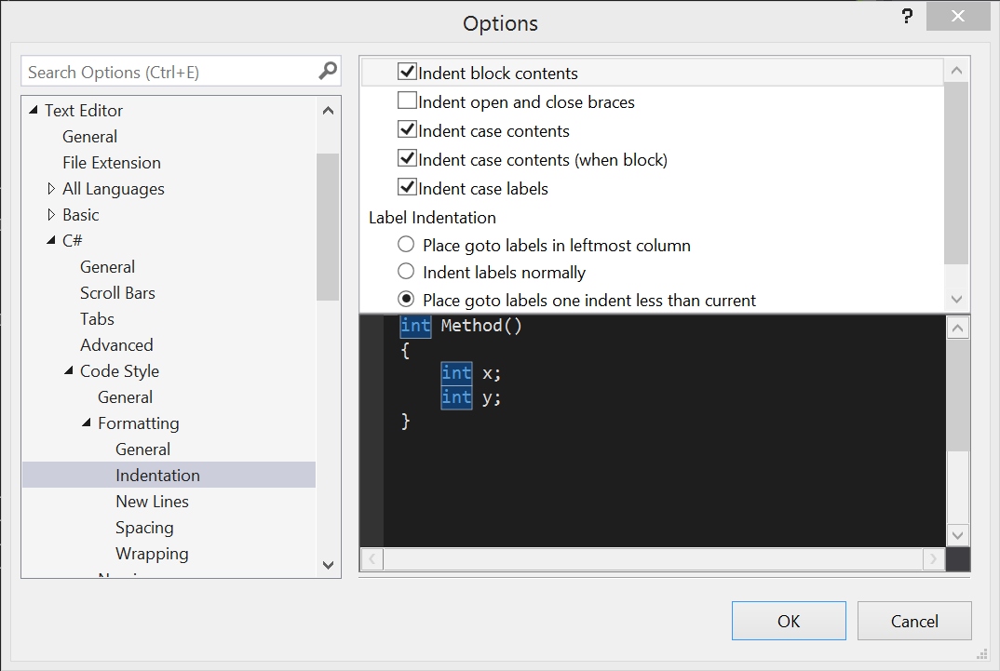 Options
?
Search Options (Ctrl+E)
Text Editor
General
File Extension
All Languages
Basic
C#
General
Scroll Bars
Tabs
Advanced
Code Style
General
Formatting
General
Indentation
New Lines
Spacing
Wrapping
Indent block contents
Indent open and close braces
Indent case contents
Indent case contents (when block)
Indent case labels
Label Indentation
Place goto labels in leftmost column
Indent labels normally
Place goto labels one indent less than current
int Method()
{
int x;
int y;
}
OK
Cancel